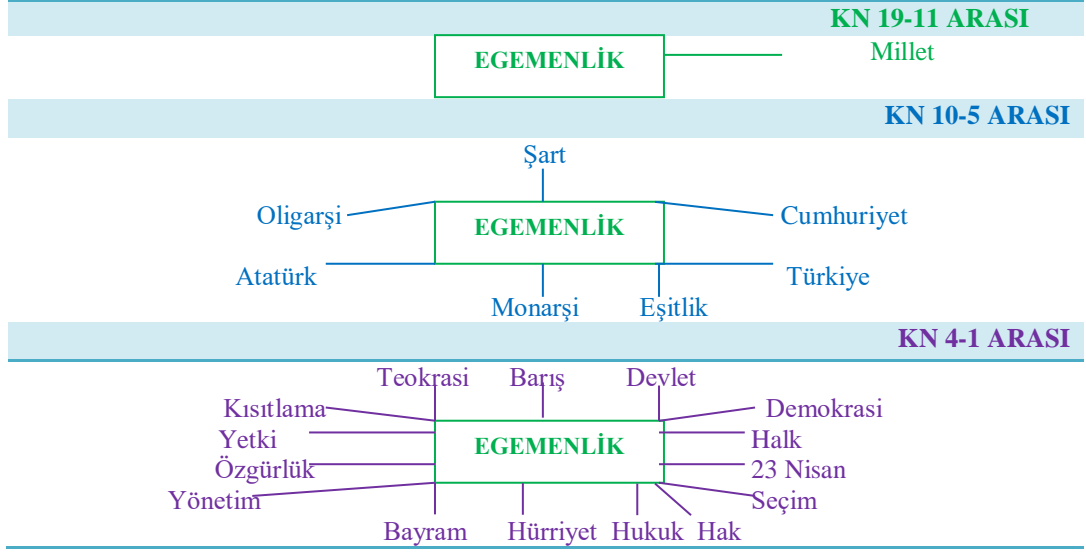 KN 19-11 ARASI
EGEMENLİK Millet
KN 10-5 ARASI
Şart
Oligarşi EGEMENLİK Cumhuriyet
Atatürk Türkiye
Monarşi Eşitlik
KN 4-1 ARASI
Teokrasi Barış Devlet
Kısıtlama Demokrasi
Yetki EGEMENLİK Halk
Özgürlük 23 Nisan
Yönetim Seçim
Bayram Hürriyet Hukuk Hak